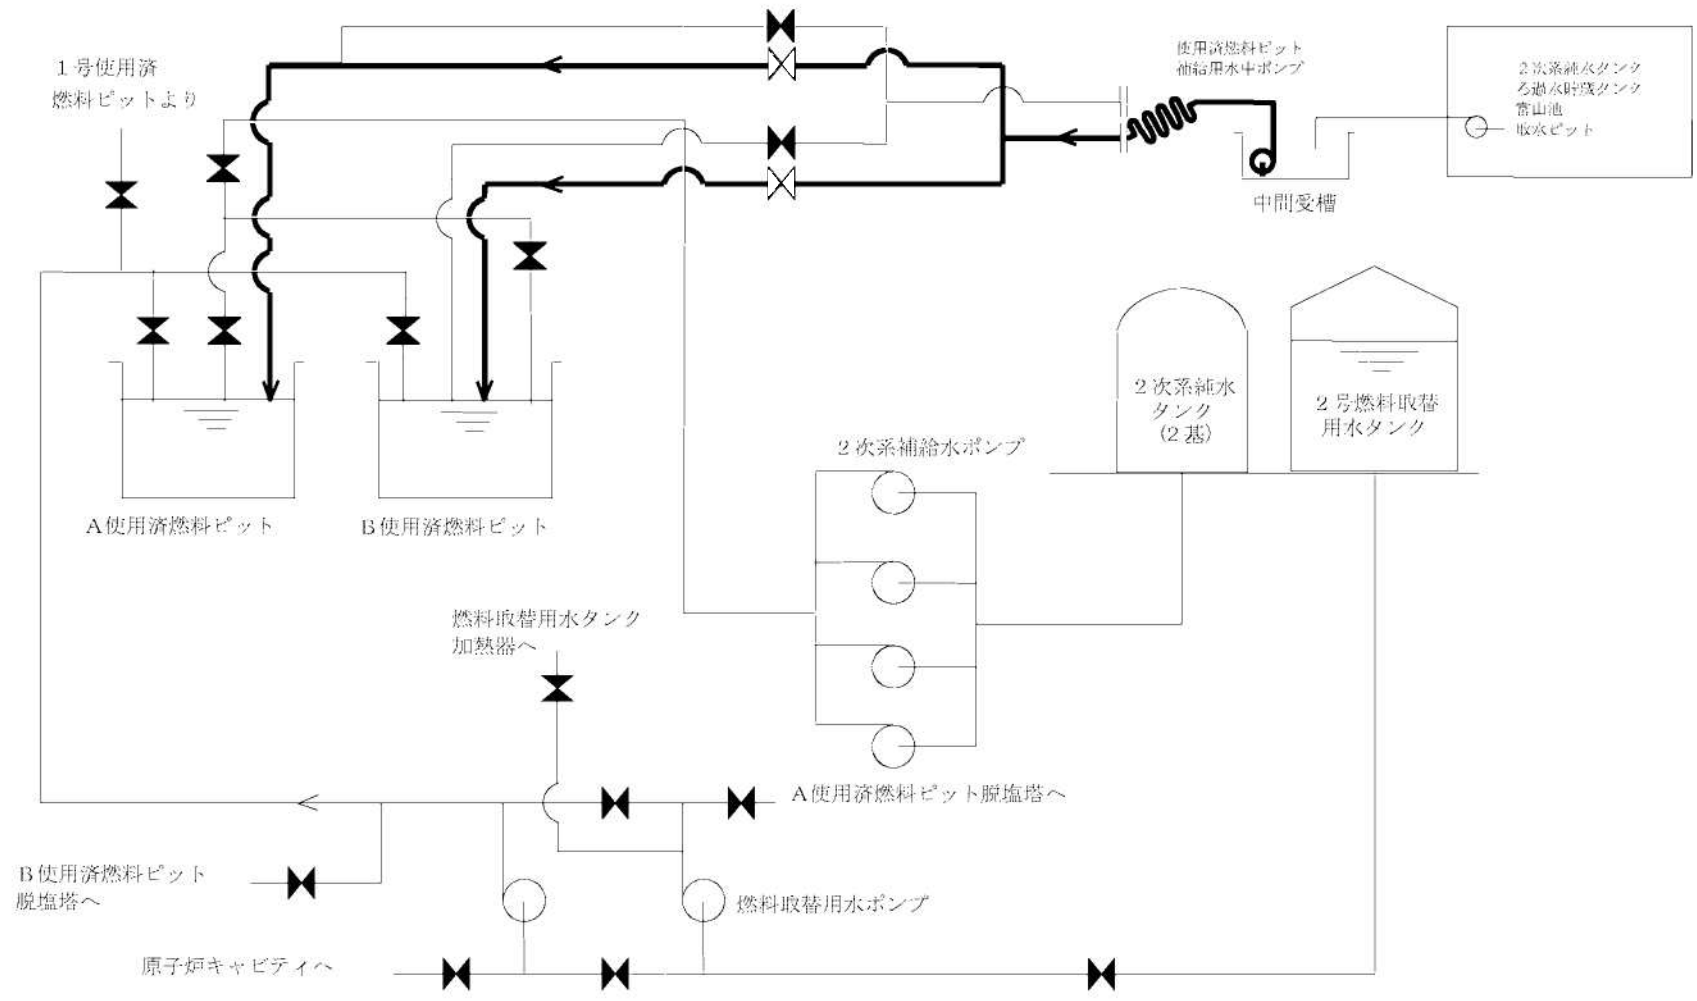 1号使用済
燃料ピットより
使用済燃料ピット
補給用水中ポンプ
2次系純水タンク
ろ過水貯蔵タンク
宮山池
取水ピット
中間受槽
2次系純水
タンク
(2基)
2号燃料取替
用水タンク
2次系補給水ポンプ
A使用済燃料ピット
B使用済燃料ピット
燃料取替用水タンク
加熱器へ
A使用済燃料ピット脱塩塔へ
B使用済燃料ピット
脱塩塔へ
燃料取替用水ポンプ
原子炉キャビティへ